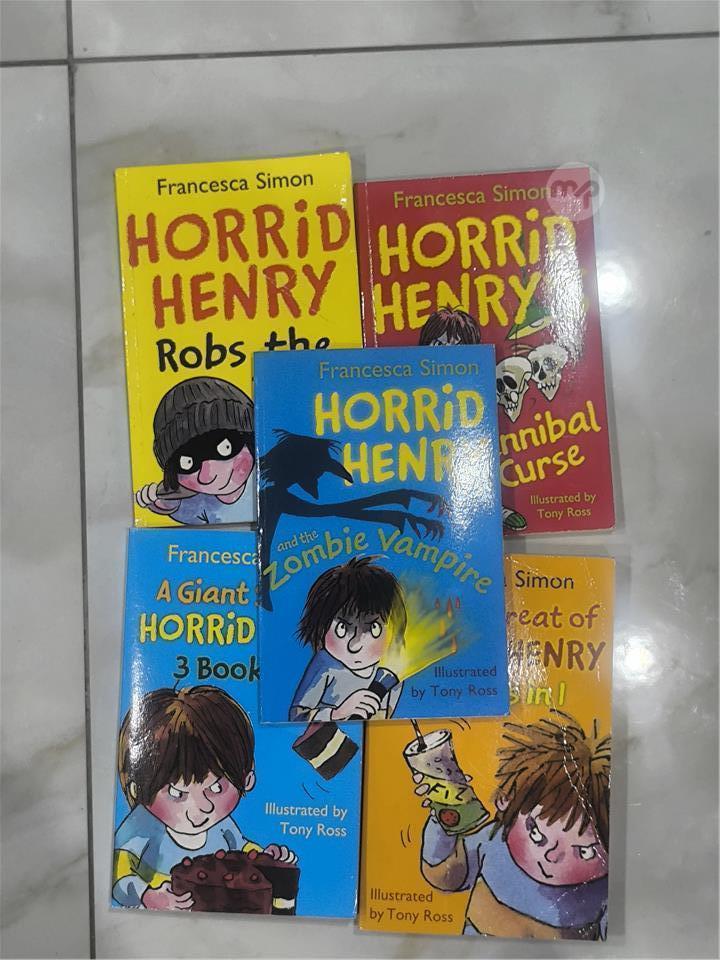 Francesca Simon
HORRiD
HENRY
Robs the
Francesca Simon
HORRiD
HENRY'S
nnibal
Curse
Illustrated by
Tony Ross
mp
Francesca Simon
HORRiD
HENR
and the
Zombie Vampire
Illustrated
by Tony Ross
Francesca
A Giant
HORRiD
3 Book
Illustrated by
Tony Ross
Simon
reat of
HENRY
s in 1
FIZ
Illustrated
by Tony Ross